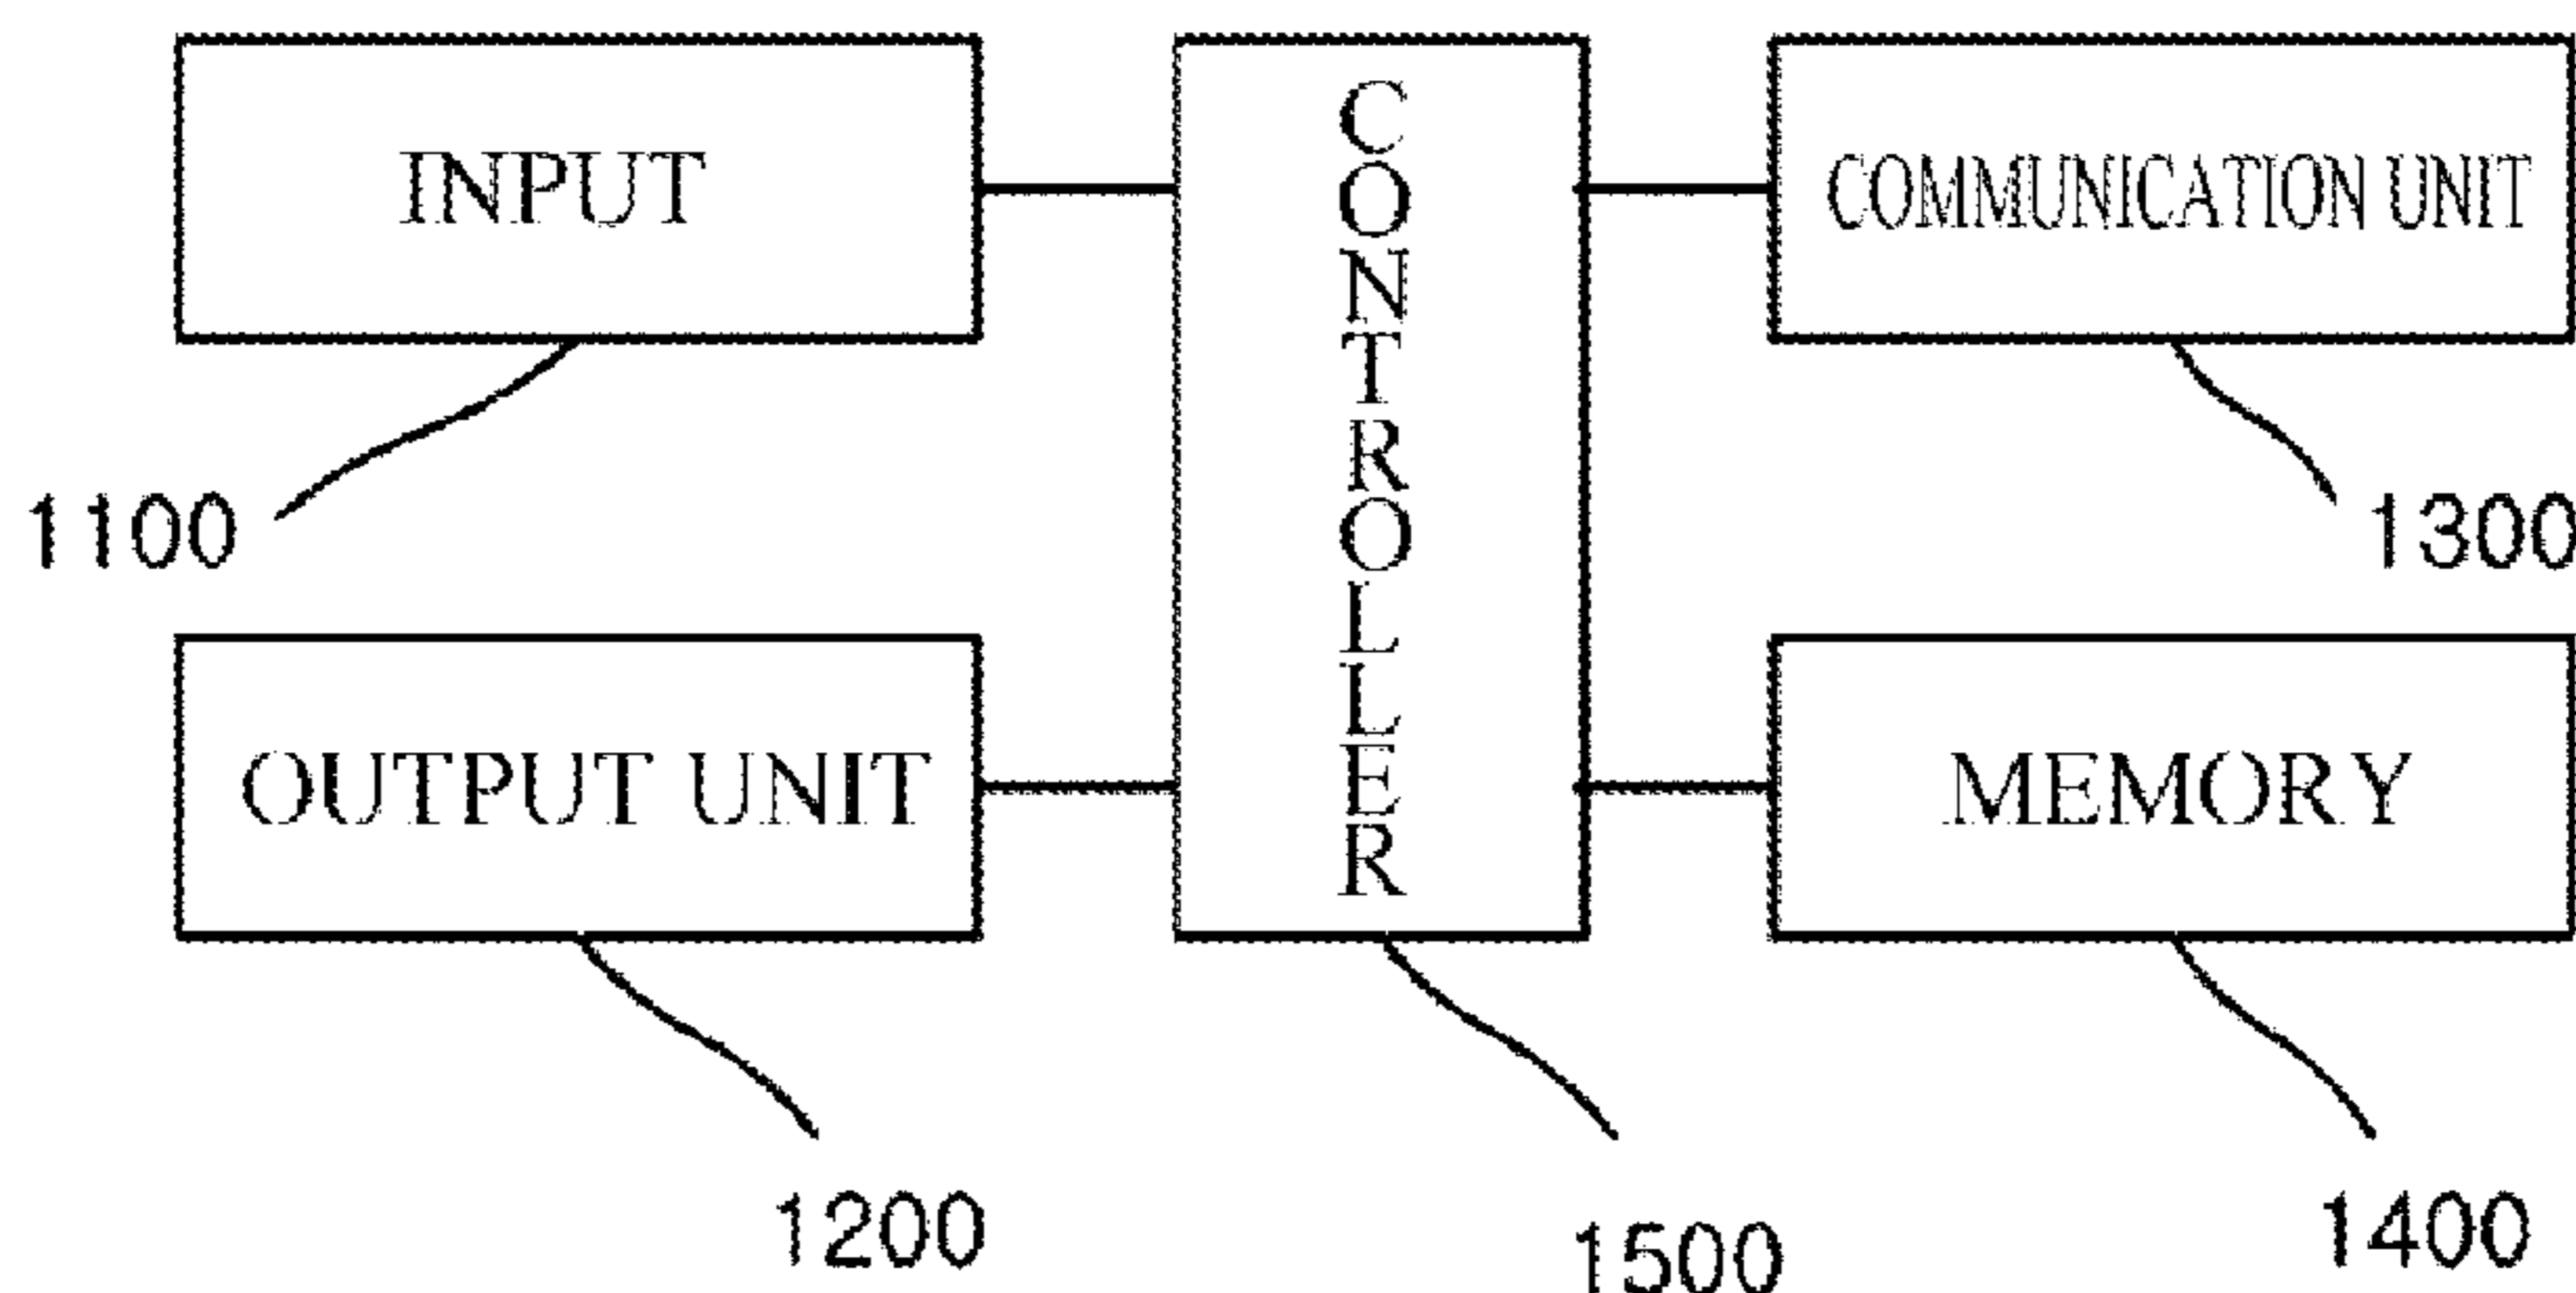 INPUT
CONTROLLER
COMMUNICATION UNIT
1100
1300
OUTPUT UNIT
MEMORY
1200
1500
1400